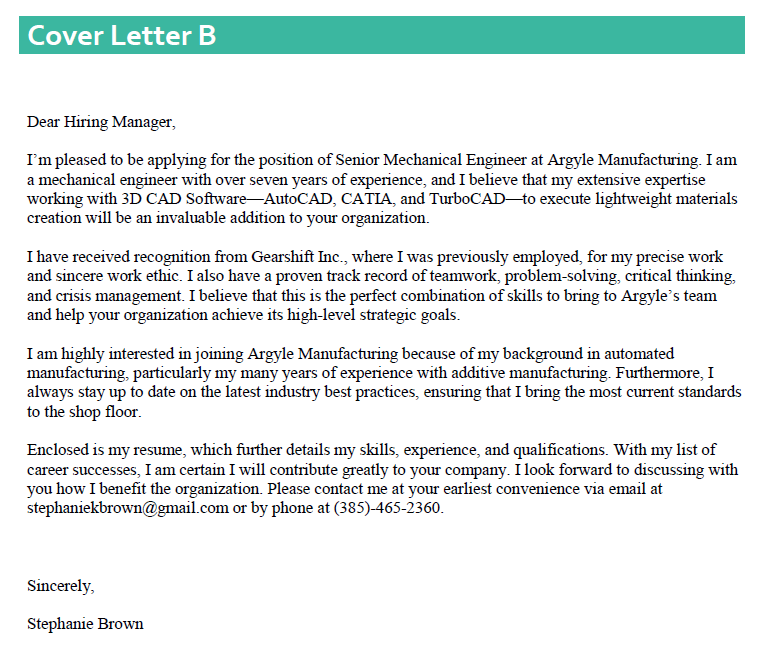 Cover Letter B
Dear Hiring Manager,
I’m pleased to be applying for the position of Senior Mechanical Engineer at Argyle Manufacturing. I am
a mechanical engineer with over seven years of experience, and I believe that my extensive expertise
working with 3D CAD Software—AutoCAD, CATIA, and TurboCAD—to execute lightweight materials
creation will be an invaluable addition to your organization.
I have received recognition from Gearshift Inc., where I was previously employed, for my precise work
and sincere work ethic. I also have a proven track record of teamwork, problem-solving, critical thinking,
and crisis management. I believe that this is the perfect combination of skills to bring to Argyle’s team
and help your organization achieve its high-level strategic goals.
I am highly interested in joining Argyle Manufacturing because of my background in automated
manufacturing, particularly my many years of experience with additive manufacturing. Furthermore, I
always stay up to date on the latest industry best practices, ensuring that I bring the most current standards
to the shop floor.
Enclosed is my resume, which further details my skills, experience, and qualifications. With my list of
career successes, I am certain I will contribute greatly to your company. I look forward to discussing with
you how I benefit the organization. Please contact me at your earliest convenience via email at
stephaniekbrown@gmail.com or by phone at (385)-465-2360.
Sincerely,
Stephanie Brown